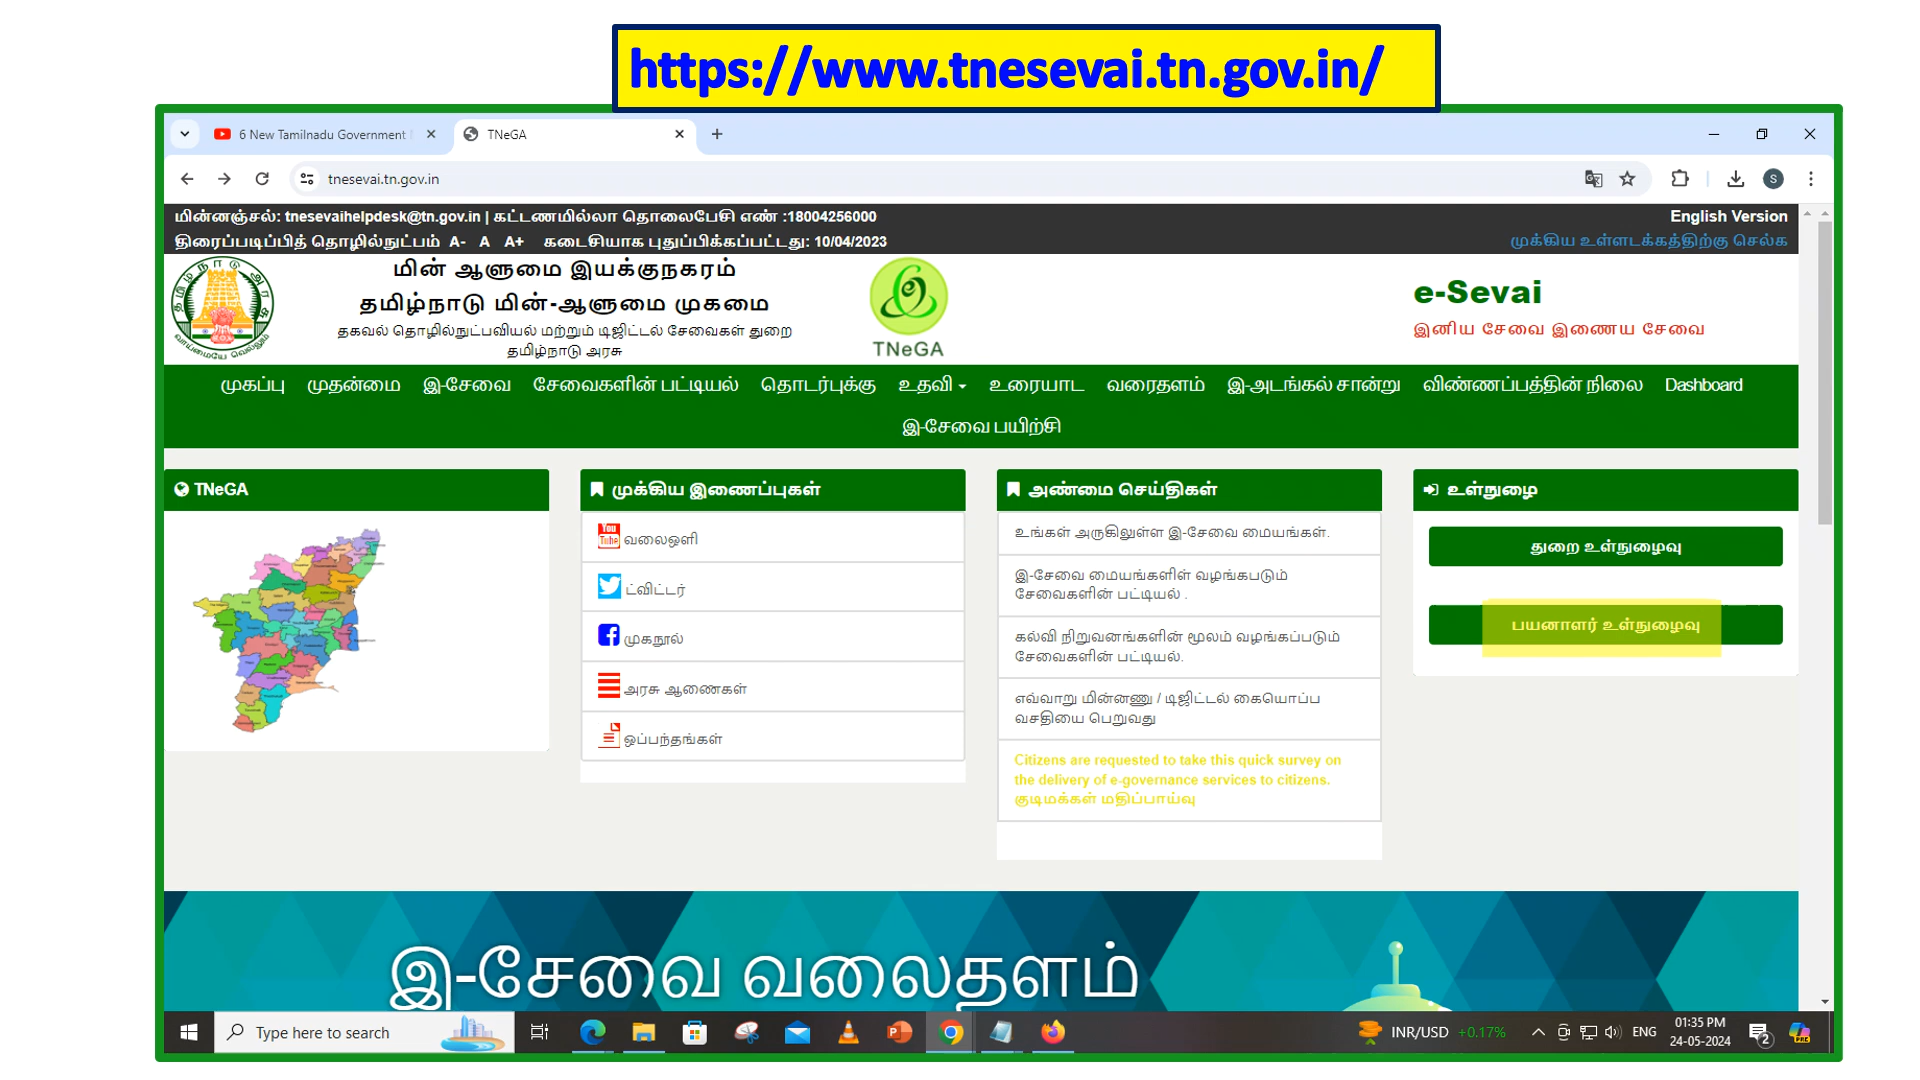 https://www.tnesevai.tn.gov.in/
6 New Tamilnadu Government
TNeGA
tnesevai.tn.gov.in
மின்னஞ்சல்: tnesevaihelpdesk@tn.gov.in | கட்டணமில்லா தொலைபேசி எண் :18004256000
English Version
திரைப்படிப்பித் தொழில்நுட்பம் A- A A+ கடைசியாக புதுப்பிக்கப்பட்டது: 10/04/2023
முக்கிய உள்ளடக்கத்திற்கு செல்க
மின் ஆளுமை இயக்குநகரம்
தமிழ்நாடு மின்-ஆளுமை முகமை
தகவல் தொழில்நுட்பவியல் மற்றும் டிஜிட்டல் சேவைகள் துறை
தமிழ்நாடு அரசு
தமிழ்நாடு அரசு
வாய்மையே வெல்லும்
TNeGA
e-Sevai
இனிய சேவை இணைய சேவை
முகப்பு முதன்மை இ-சேவை சேவைகளின் பட்டியல் தொடர்புக்கு உதவி உரையாட வரைதளம் இ-அடங்கல் சான்று விண்ணப்பத்தின் நிலை Dashboard
இ-சேவை பயிற்சி
TNeGA
முக்கிய இணைப்புகள்
You Tube வலைஒளி
ட்விட்டர்
முகநூல்
அரசு ஆணைகள்
ஒப்பந்தங்கள்
அண்மை செய்திகள்
உங்கள் அருகிலுள்ள இ-சேவை மையங்கள்.
இ-சேவை மையங்களிள் வழங்கபடும்
சேவைகளின் பட்டியல் .
கல்வி நிறுவனங்களின் மூலம் வழங்கப்படும்
சேவைகளின் பட்டியல்.
எவ்வாறு மின்னணு / டிஜிட்டல் கையொப்ப
வசதியை பெறுவது
Citizens are requested to take this quick survey on
the delivery of e-governance services to citizens.
குடிமக்கள் மதிப்பாய்வு
உள்நுழை
துறை உள்நுழைவு
பயனாளர் உள்நுழைவு
இ-சேவை வலைதளம்
Type here to search
INR/USD +0.17%
ENG
01:35 PM
24-05-2024
2